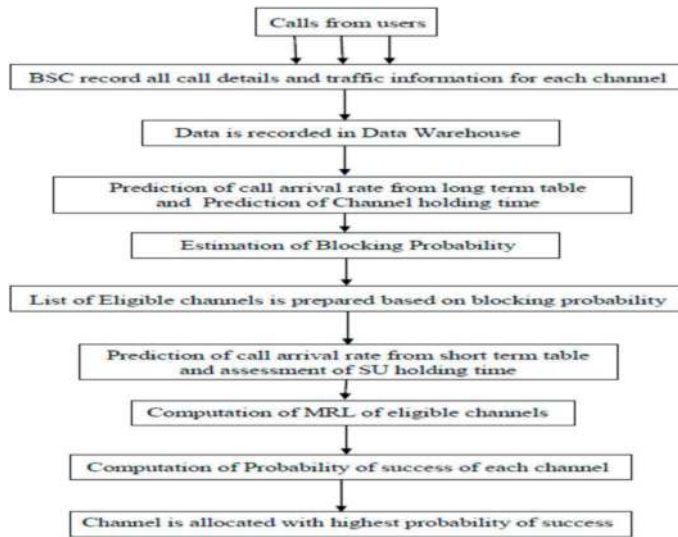 Calls from users
BSC record all call details and traffic information for each channel
Data is recorded in Data Warehouse
Prediction of call arrival rate from long term table
and Prediction of Channel holding time
Estimation of Blocking Probability
List of Eligible channels is prepared based on blocking probability
Prediction of call arrival rate from short term table
and assessment of SU holding time
Computation of MRL of eligible channels
Computation of Probability of success of each channel
Channel is allocated with highest probability of success